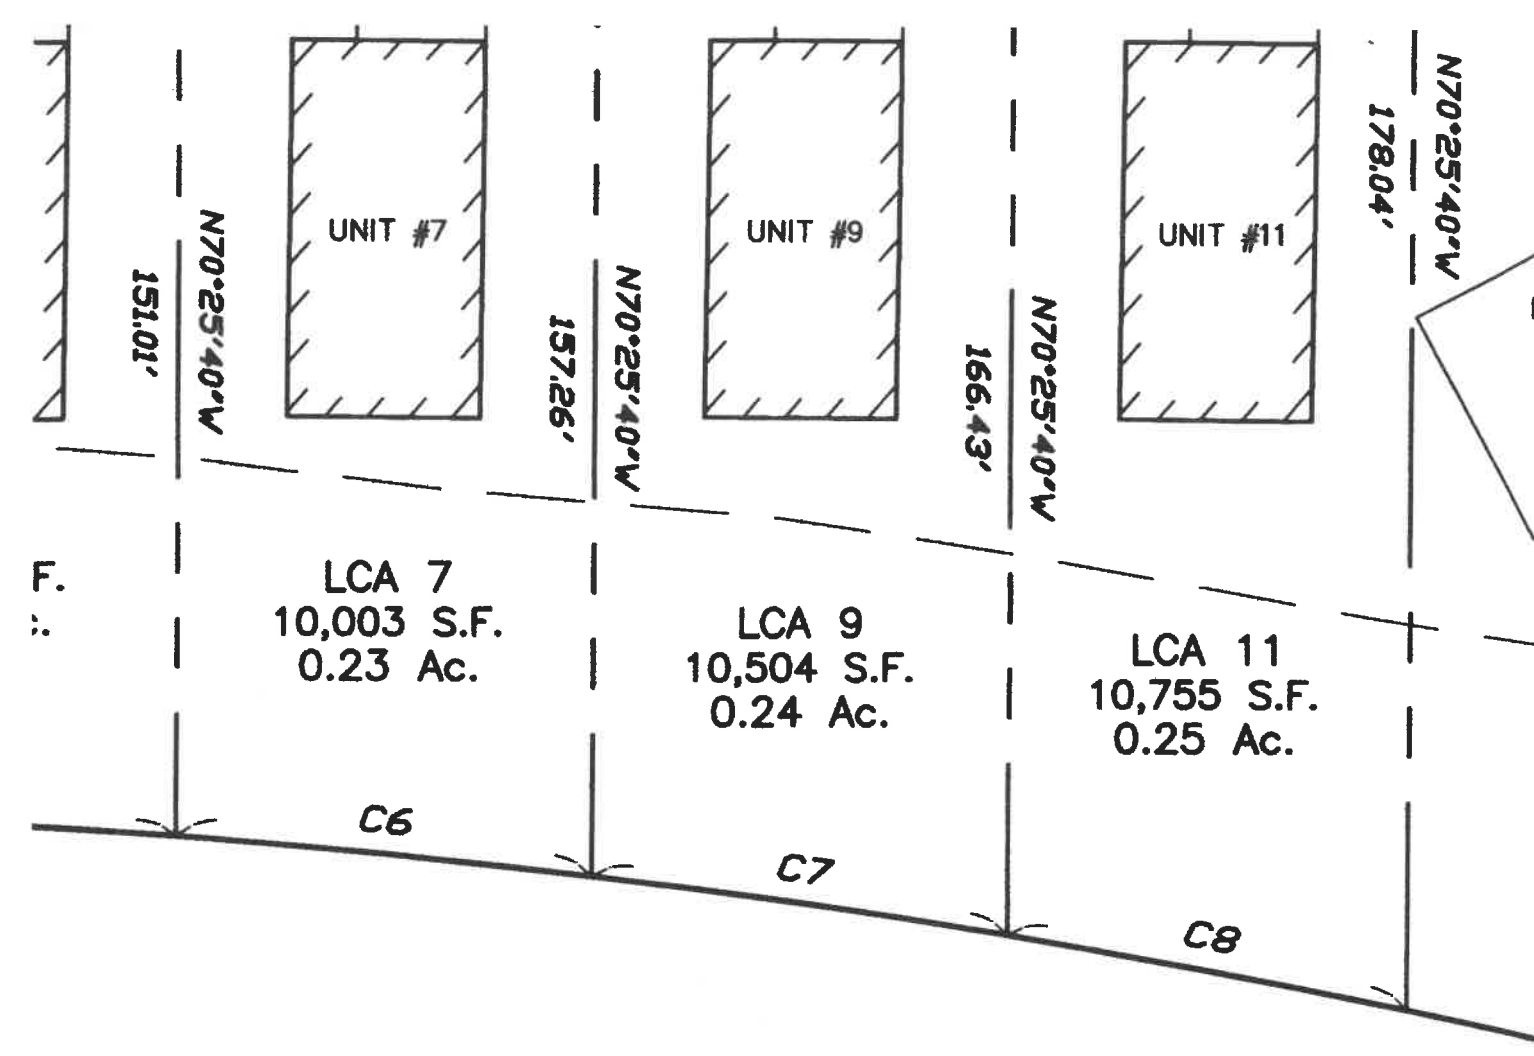 N70°25'40"W
178.04'
UNIT #7
UNIT #9
UNIT #11
N70°25'40"W
151.01'
N70°25'40"W
157.26'
N70°25'40"W
166.43'
F.
LCA 7
10,003 S.F.
0.23 Ac.
LCA 9
10,504 S.F.
0.24 Ac.
LCA 11
10,755 S.F.
0.25 Ac.
C6
C7
C8